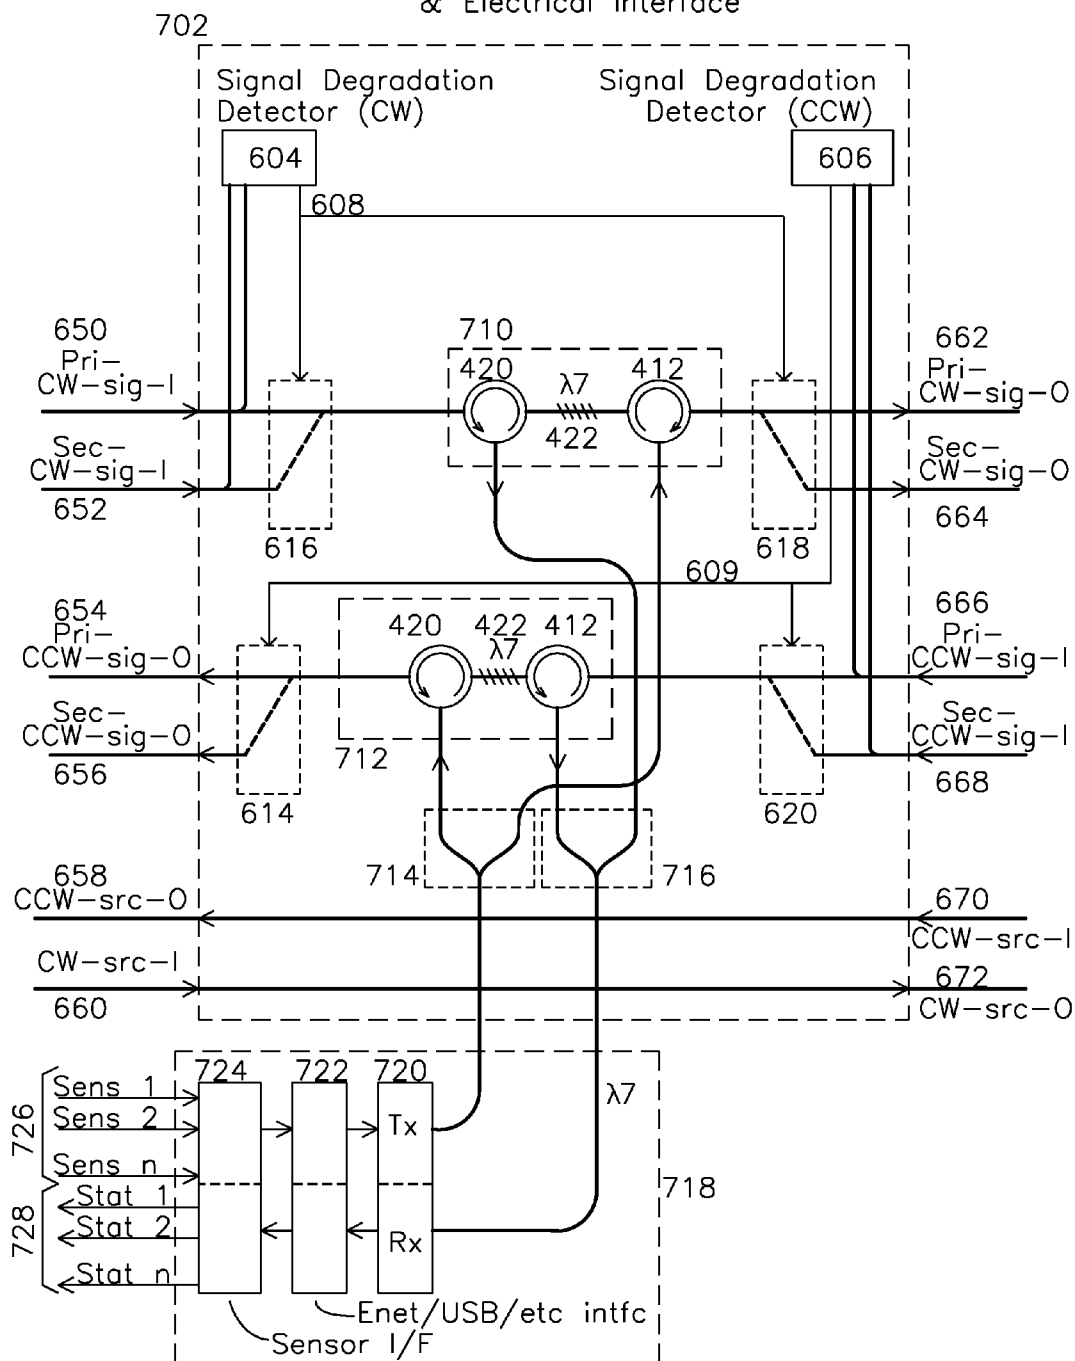 & Electrical Interface
702
Signal Degradation
Detector (CW)
Signal Degradation
Detector (CCW)
604
606
608
650
Pri-
CW-sig-I
710
420
λ7
422
412
662
Pri-
CW-sig-O
Sec-
CW-sig-I
652
616
618
Sec-
CW-sig-O
664
609
654
Pri-
CCW-sig-O
420
422
λ7
412
666
Pri-
CCW-sig-I
Sec-
CCW-sig-O
656
712
614
620
Sec-
CCW-sig-I
668
714
716
658
CCW-src-O
670
CCW-src-I
CW-src-I
660
672
CW-src-O
724
722
720
λ7
726
Sens 1
Sens 2
Sens n
Tx
718
728
Stat 1
Stat 2
Stat n
Rx
Enet/USB/etc intfc
Sensor I/F